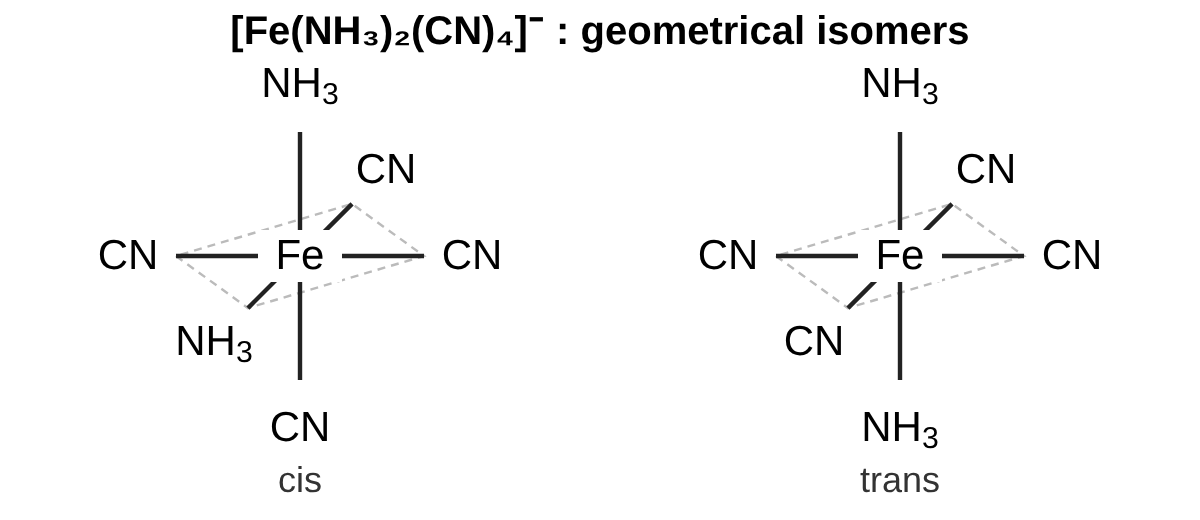 [Fe(NH₃)₂(CN)₄]⁻ : geometrical isomers
NH₃
CN
CN Fe CN
NH₃
CN
cis
NH₃
CN
CN Fe CN
CN
NH₃
trans